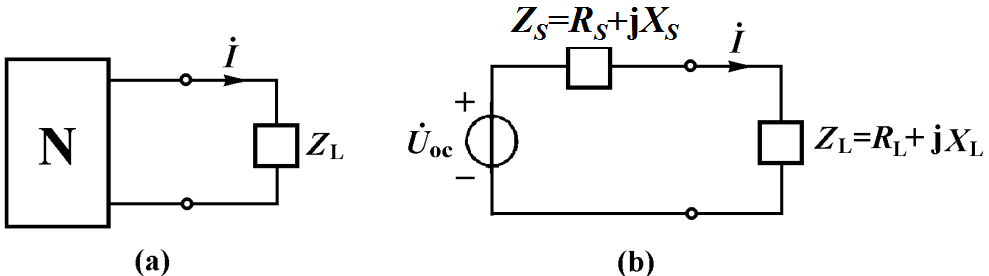 Z_S=R_S+jX_S
İ
İ
N
Z_L
+
U̇_oc
−
Z_L=R_L+jX_L
(a)
(b)